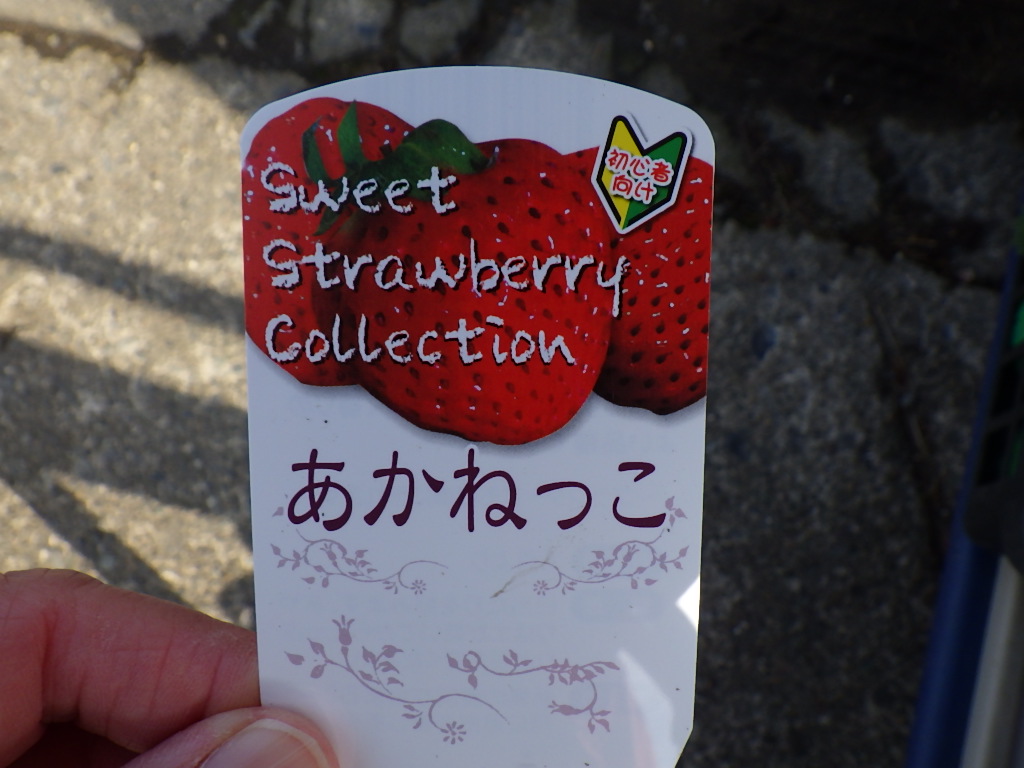 Sweet
Strawberry
Collection
初心者
向け
あかねっこ